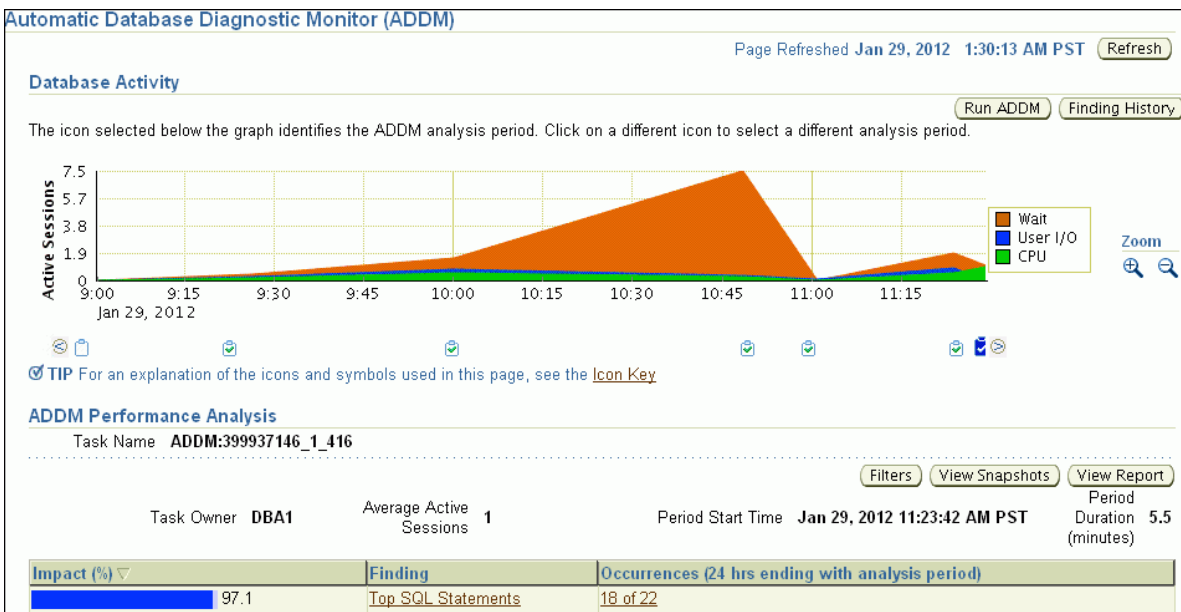 Automatic Database Diagnostic Monitor (ADDM)
Page Refreshed Jan 29, 2012 1:30:13 AM PST Refresh
Database Activity
Run ADDM Finding History
The icon selected below the graph identifies the ADDM analysis period. Click on a different icon to select a different analysis period.
Active Sessions
7.5
5.7
3.8
1.9
0
9:00 9:15 9:30 9:45 10:00 10:15 10:30 10:45 11:00 11:15
Jan 29, 2012
Wait
User I/O
CPU
Zoom
TIP For an explanation of the icons and symbols used in this page, see the Icon Key
ADDM Performance Analysis
Task Name ADDM:399937146_1_416
Filters View Snapshots View Report
Task Owner DBA1
Average Active Sessions 1
Period Start Time Jan 29, 2012 11:23:42 AM PST
Period Duration (minutes) 5.5
Impact (%) Finding Occurrences (24 hrs ending with analysis period)
97.1 Top SQL Statements 18 of 22